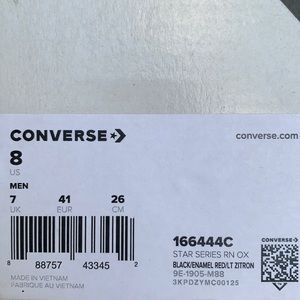 CONVERSE
converse.com
8
US
MEN
7 41 26
UK EUR CM
8 88757 43345 2
166444C
STAR SERIES RN OX
BLACK/ENAMEL RED/LT ZITRON
9E-1905-M8B
3KPDZYMC00125
CONVERSE
MADE IN VIETNAM
FABRIQUÉ AU VIETNAM